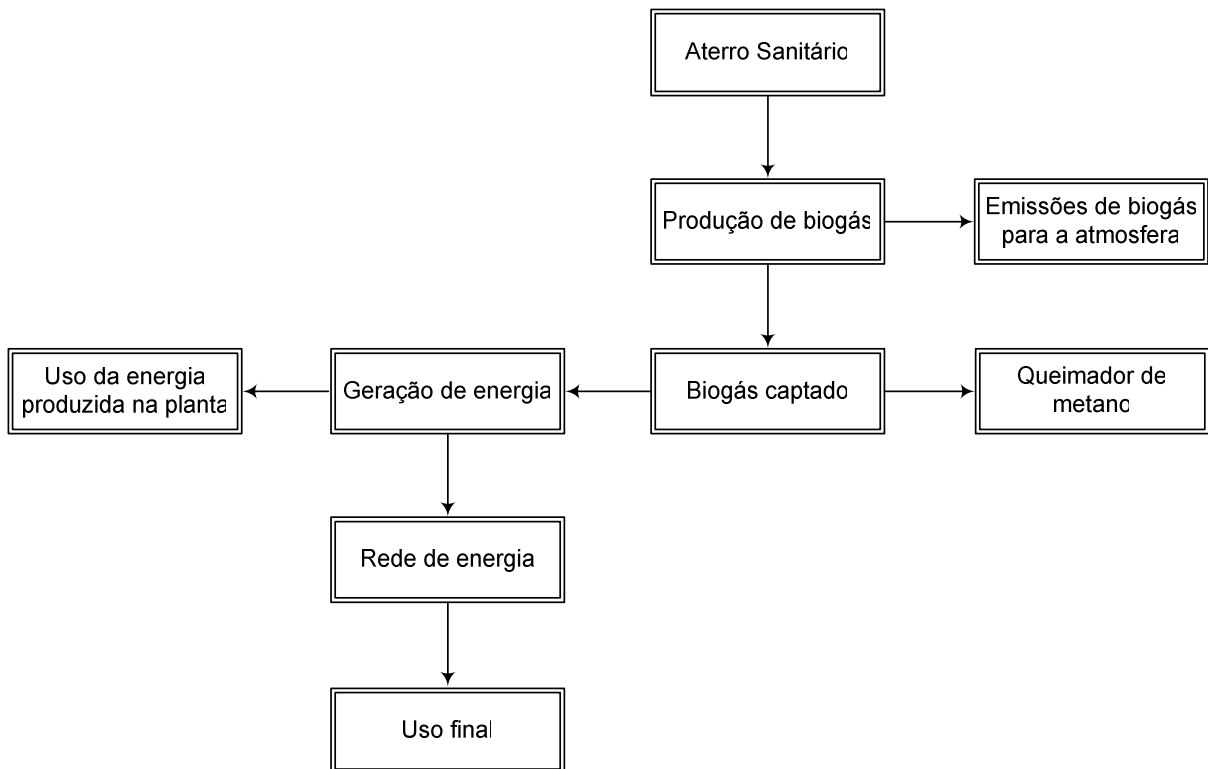 Aterro Sanitário
Produção de biogás
Emissões de biogás
para a atmosfera
Uso da energia
produzida na planta
Geração de energia
Biogás captado
Queimador de
metano
Rede de energia
Uso final